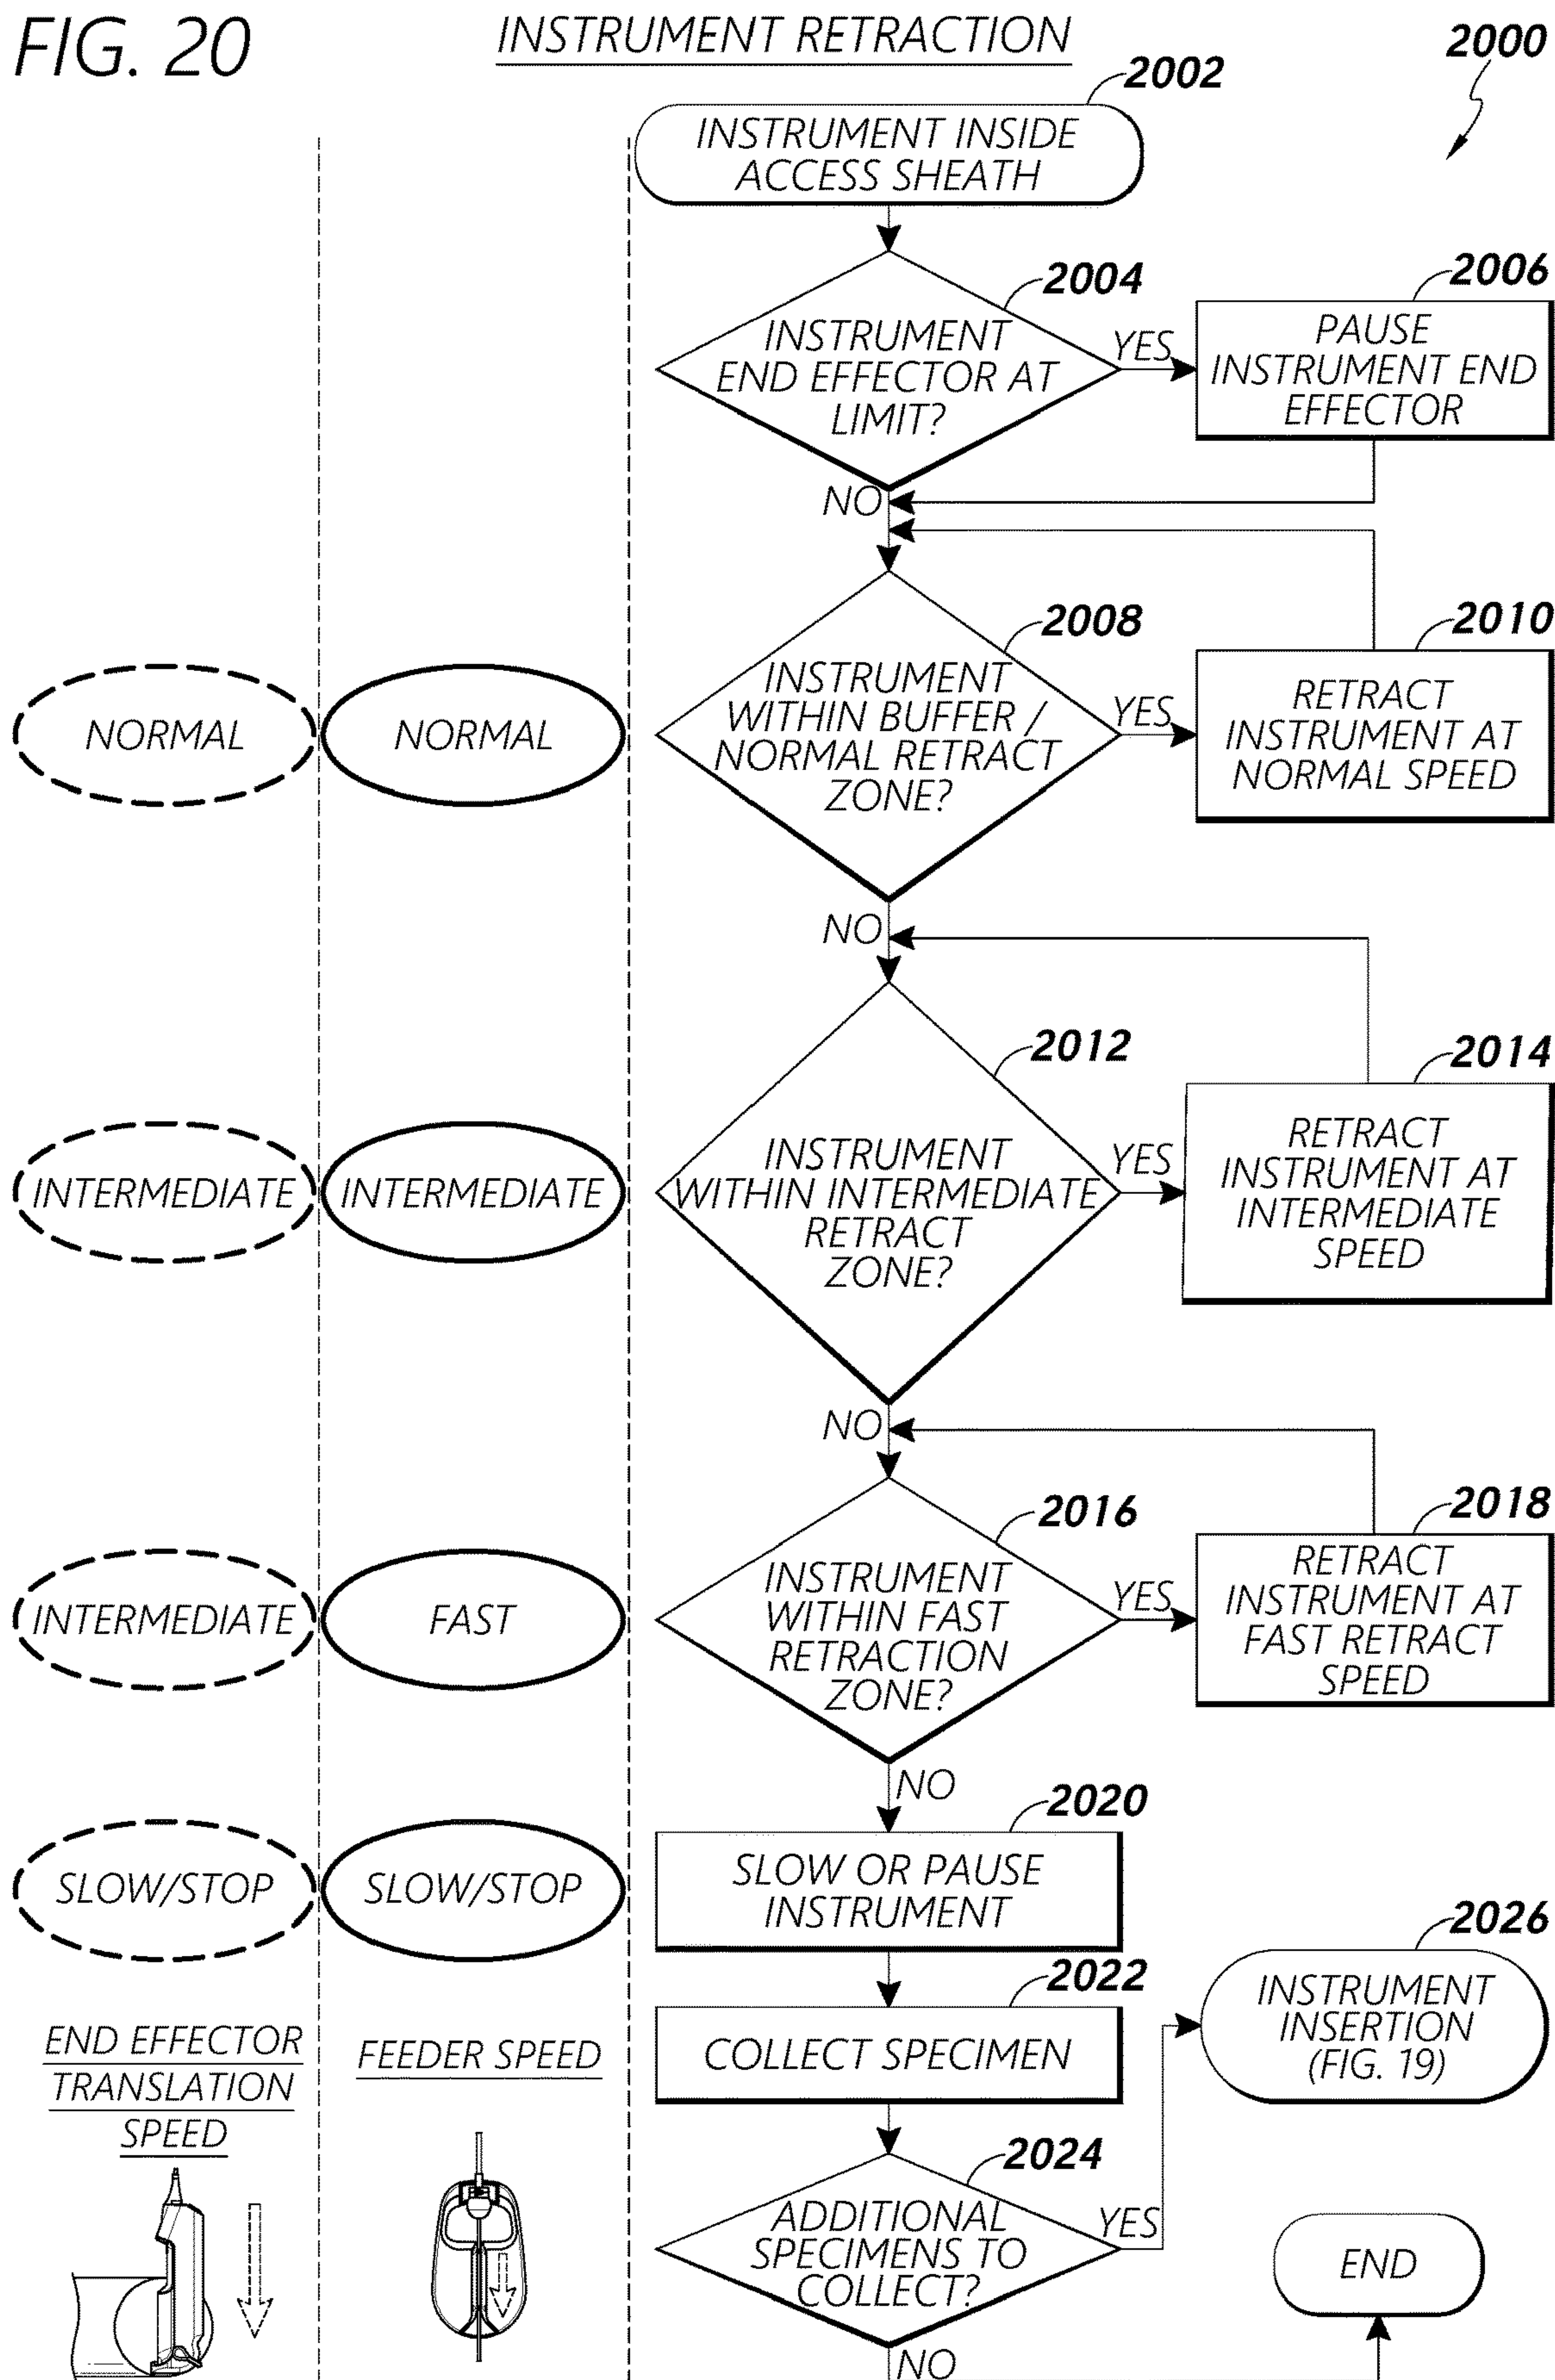 FIG. 20
INSTRUMENT RETRACTION
2000
2002
INSTRUMENT INSIDE
ACCESS SHEATH
2004
INSTRUMENT
END EFFECTOR AT
LIMIT?
YES
2006
PAUSE
INSTRUMENT END
EFFECTOR
NO
2008
INSTRUMENT
WITHIN BUFFER /
NORMAL RETRACT
ZONE?
YES
2010
RETRACT
INSTRUMENT AT
NORMAL SPEED
NORMAL
NORMAL
NO
2012
INSTRUMENT
WITHIN INTERMEDIATE
RETRACT
ZONE?
YES
2014
RETRACT
INSTRUMENT AT
INTERMEDIATE
SPEED
INTERMEDIATE
INTERMEDIATE
NO
2016
INSTRUMENT
WITHIN FAST
RETRACTION
ZONE?
YES
2018
RETRACT
INSTRUMENT AT
FAST RETRACT
SPEED
INTERMEDIATE
FAST
NO
2020
SLOW OR PAUSE
INSTRUMENT
SLOW/STOP
SLOW/STOP
2022
COLLECT SPECIMEN
2026
INSTRUMENT
INSERTION
(FIG. 19)
END EFFECTOR
TRANSLATION
SPEED
FEEDER SPEED
2024
ADDITIONAL
SPECIMENS TO
COLLECT?
YES
END
NO